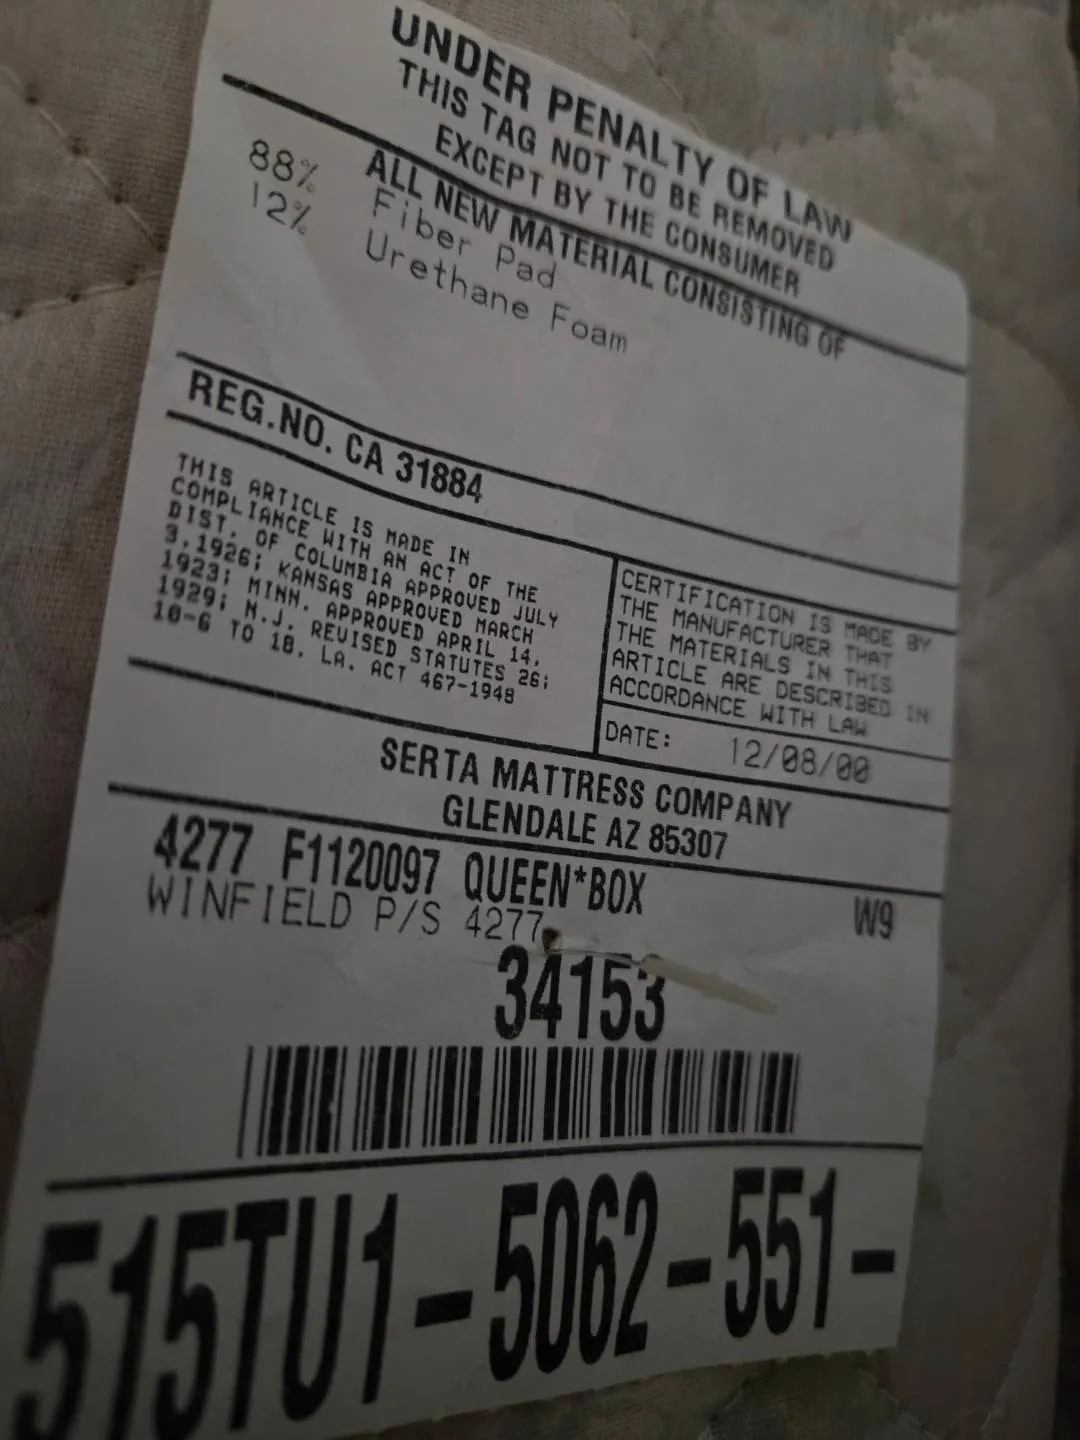 UNDER PENALTY OF LAW
THIS TAG NOT TO BE REMOVED
EXCEPT BY THE CONSUMER
ALL NEW MATERIAL CONSISTING OF
88% Fiber Pad
12% Urethane Foam
REG.NO. CA 31884
THIS ARTICLE IS MADE IN
COMPLIANCE WITH AN ACT OF THE
DIST. OF COLUMBIA APPROVED JULY
3,1926; KANSAS APPROVED MARCH
1923; MINN. APPROVED APRIL 14,
1929; N.J. REVISED STATUTES 26;
10-6 TO 18. LA. ACT 467-1948
CERTIFICATION IS MADE BY
THE MANUFACTURER THAT
THE MATERIALS IN THIS
ARTICLE ARE DESCRIBED IN
ACCORDANCE WITH LAW
DATE: 12/08/00
SERTA MATTRESS COMPANY
GLENDALE AZ 85307
4277 F1120097 QUEEN*BOX
WINFIELD P/S 4277 W9
34153
515TU1-5062-551-